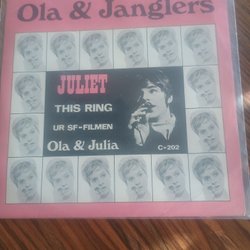 Ola & Janglers
JULIET
THIS RING
UR SF-FILMEN
Ola & Julia
C-202